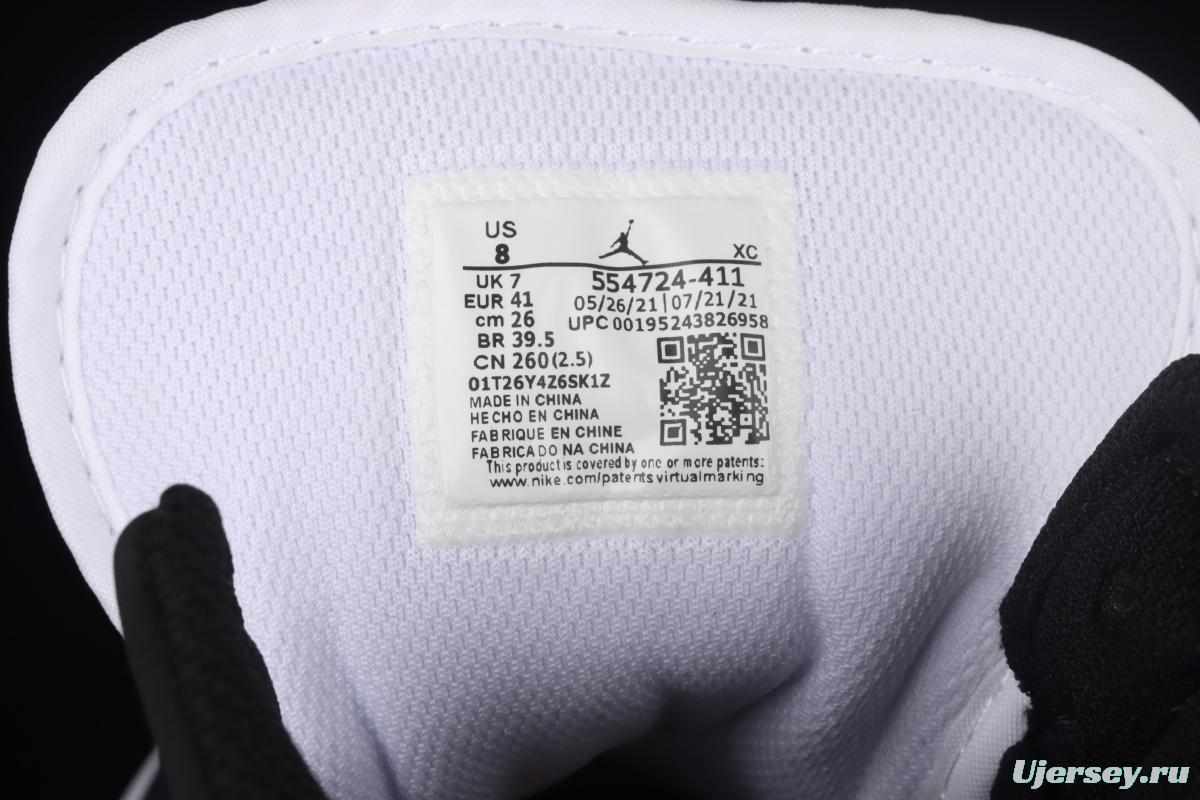 US
8
XC
UK 7
554724-411
EUR 41
05/26/21|07/21/21
cm 26
UPC 00195243826958
BR 39.5
CN 260(2.5)
01T26Y4Z6SK1Z
MADE IN CHINA
HECHO EN CHINA
FABRIQUE EN CHINE
FABRICADO NA CHINA
This product is covered by one or more patents:
www.nike.com/patentsvirtualmarking
Ujersey.ru